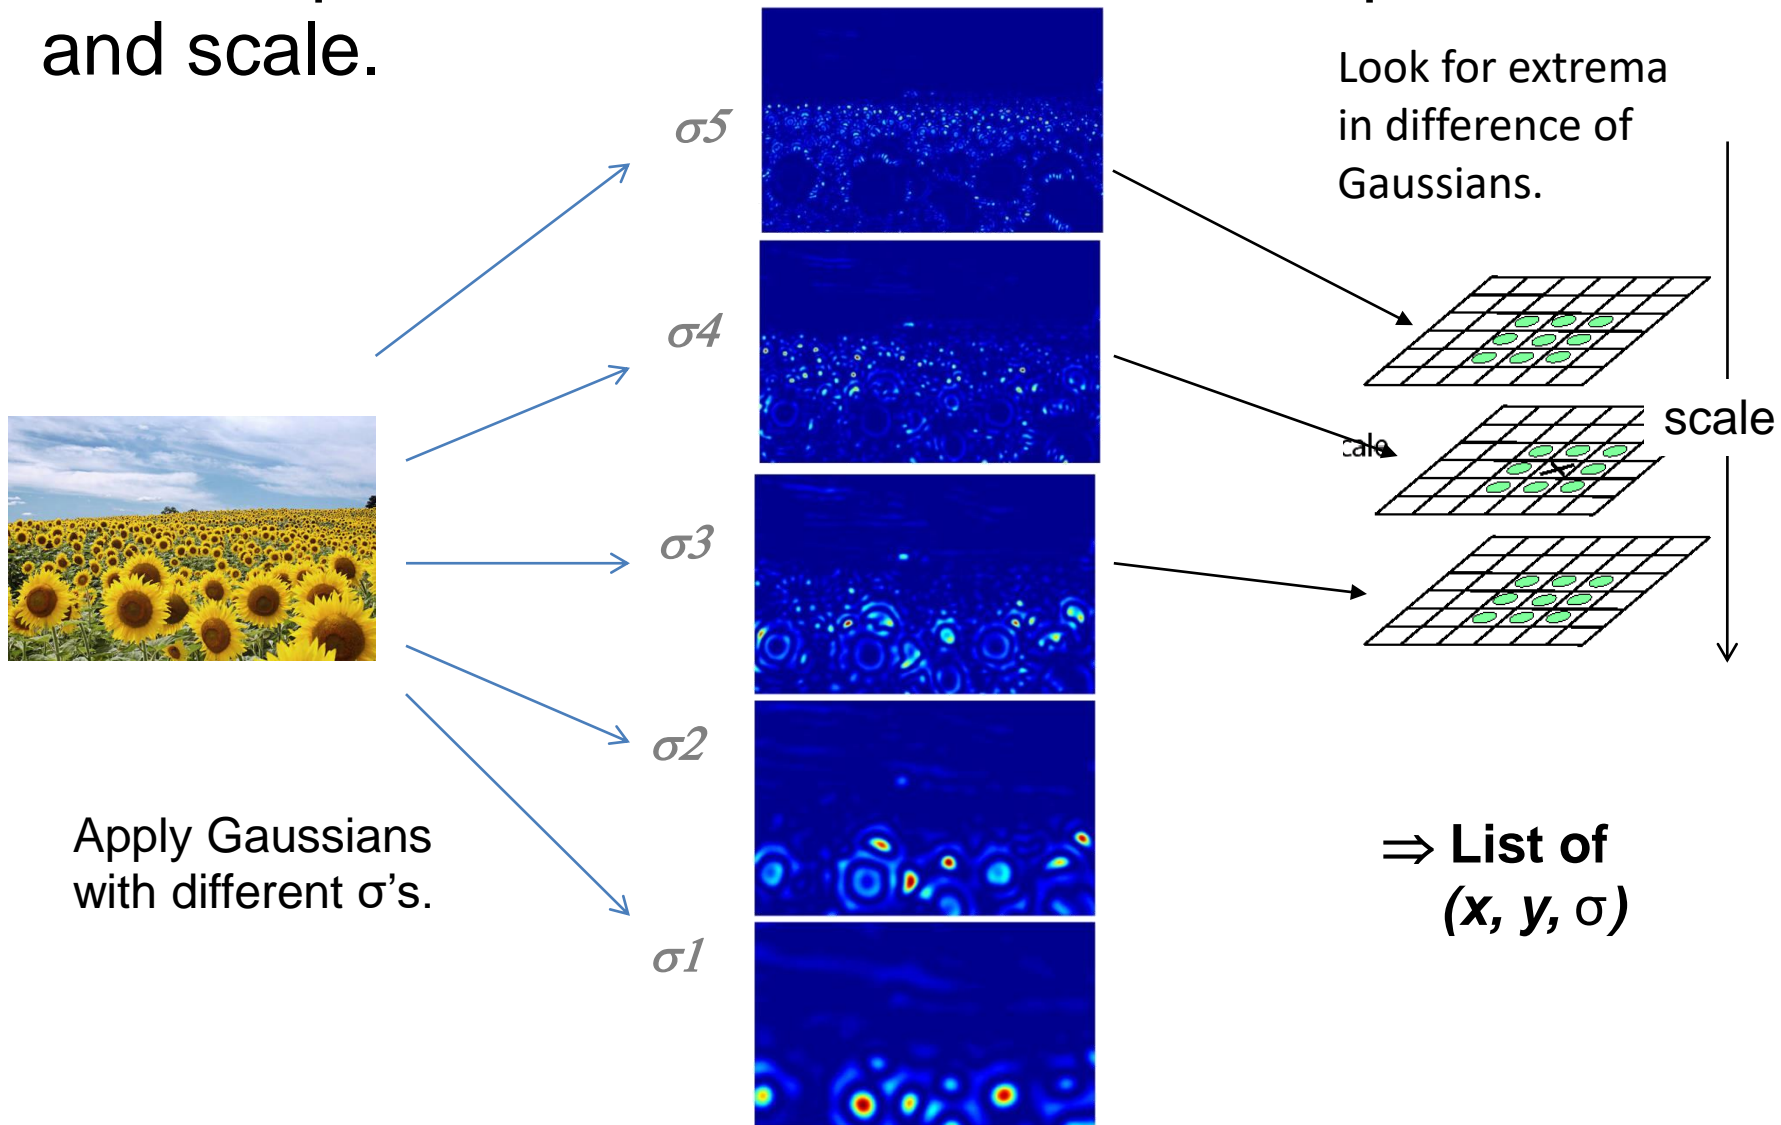 and scale.
Look for extrema
in difference of
Gaussians.
σ5
σ4
scale
cale
σ3
σ2
Apply Gaussians
with different σ's.
⇒ List of
(x, y, σ)
σ1